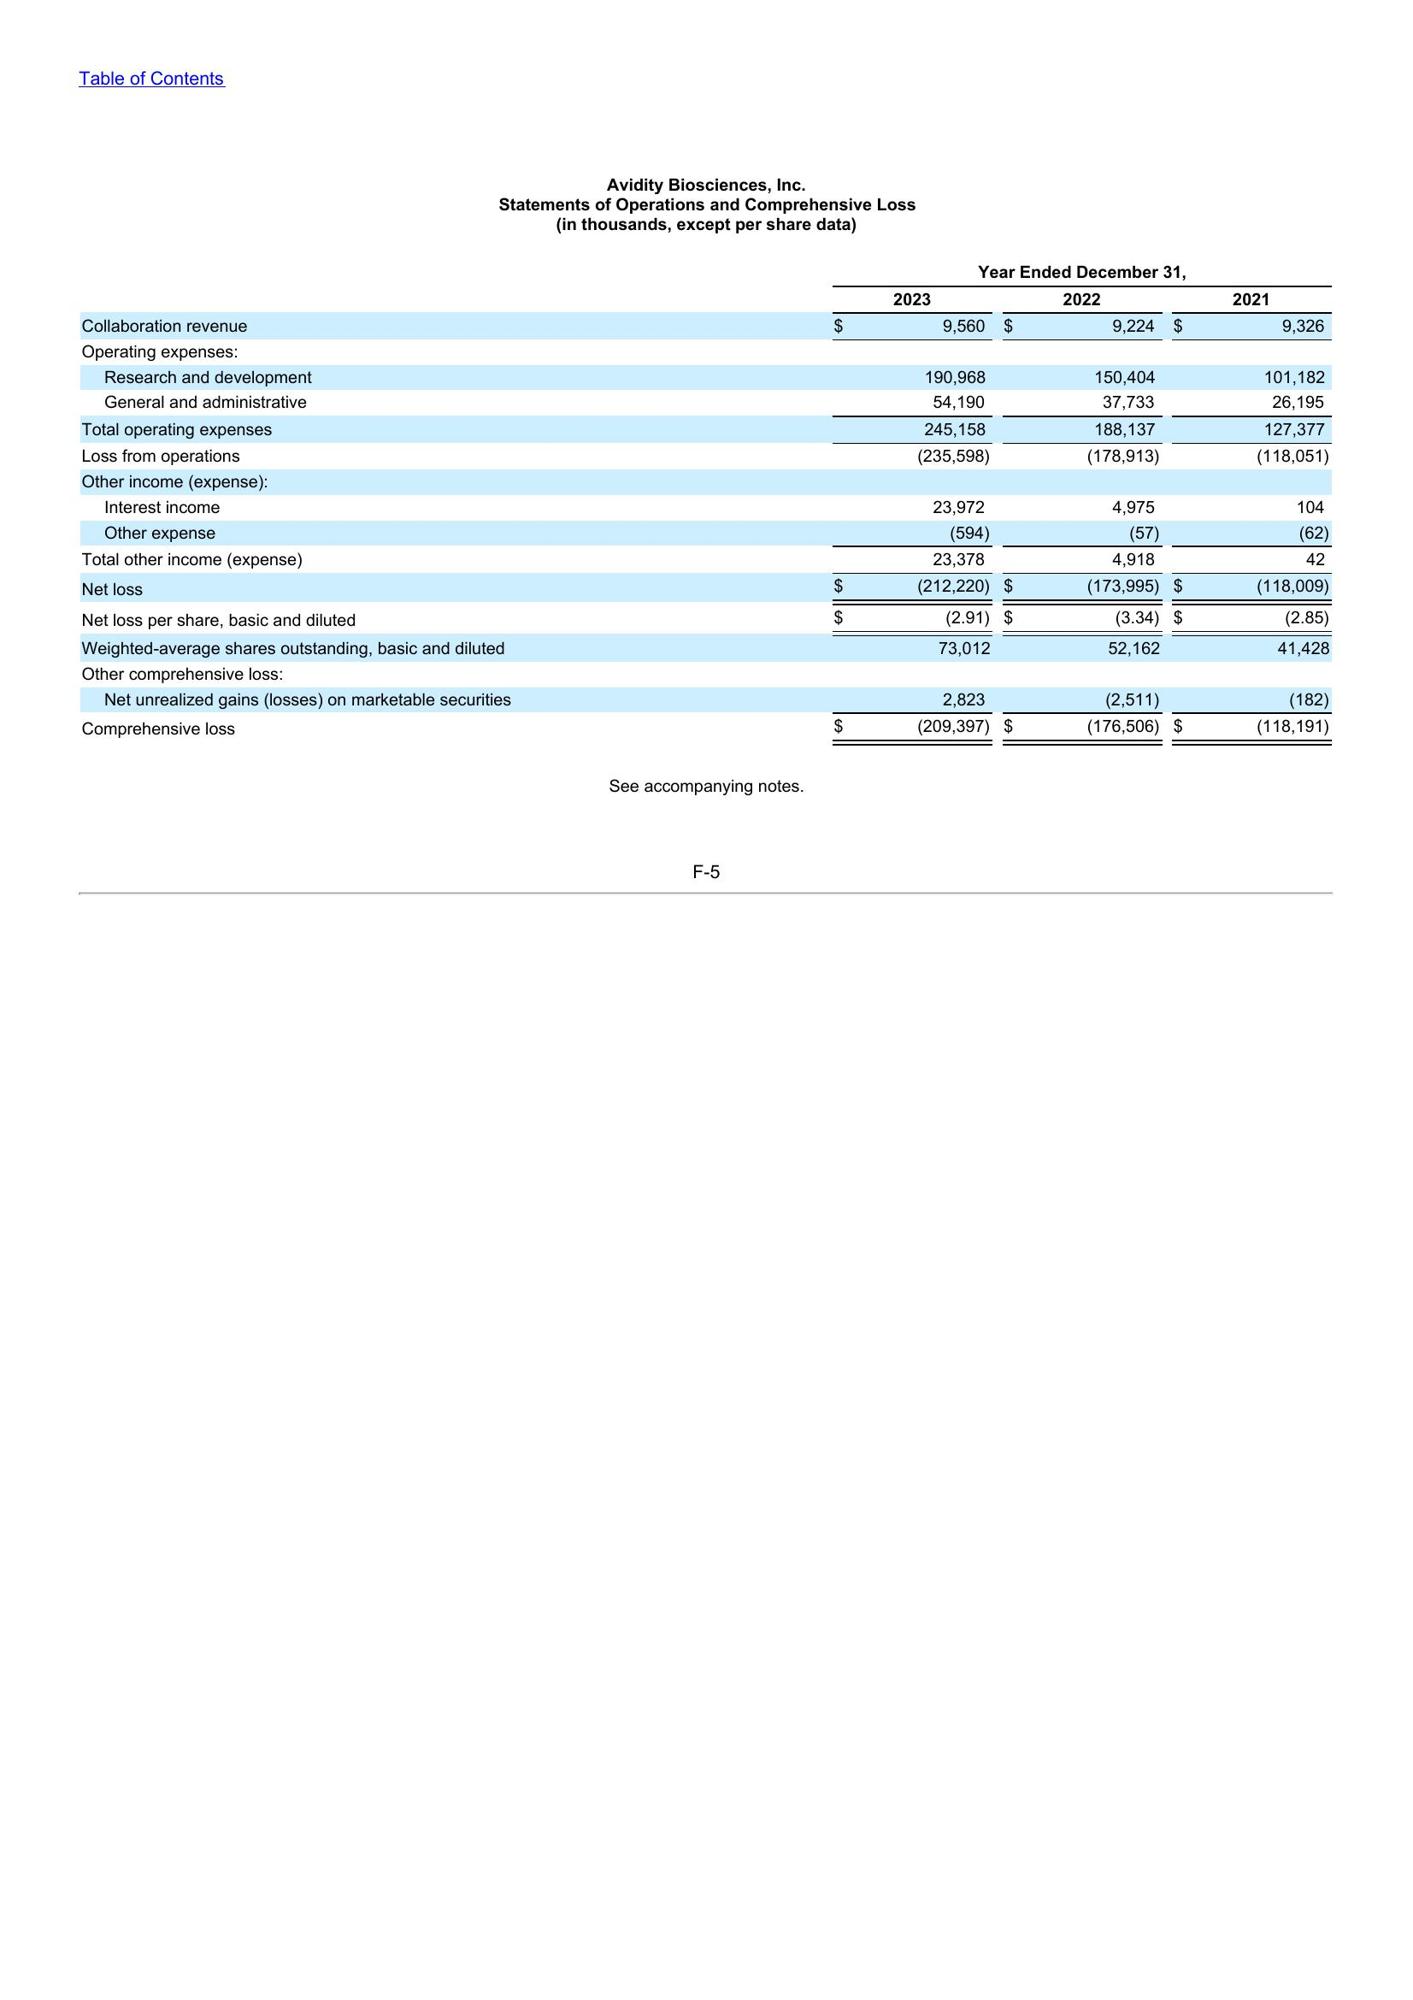 Table of Contents
Avidity Biosciences, Inc.
Statements of Operations and Comprehensive Loss
(in thousands, except per share data)
Year Ended December 31,
2023 2022 2021
Collaboration revenue $ 9,560 $ 9,224 $ 9,326
Operating expenses:
Research and development 190,968 150,404 101,182
General and administrative 54,190 37,733 26,195
Total operating expenses 245,158 188,137 127,377
Loss from operations (235,598) (178,913) (118,051)
Other income (expense):
Interest income 23,972 4,975 104
Other expense (594) (57) (62)
Total other income (expense) 23,378 4,918 42
Net loss $ (212,220) $ (173,995) $ (118,009)
Net loss per share, basic and diluted $ (2.91) $ (3.34) $ (2.85)
Weighted-average shares outstanding, basic and diluted 73,012 52,162 41,428
Other comprehensive loss:
Net unrealized gains (losses) on marketable securities 2,823 (2,511) (182)
Comprehensive loss $ (209,397) $ (176,506) $ (118,191)
See accompanying notes.
F-5